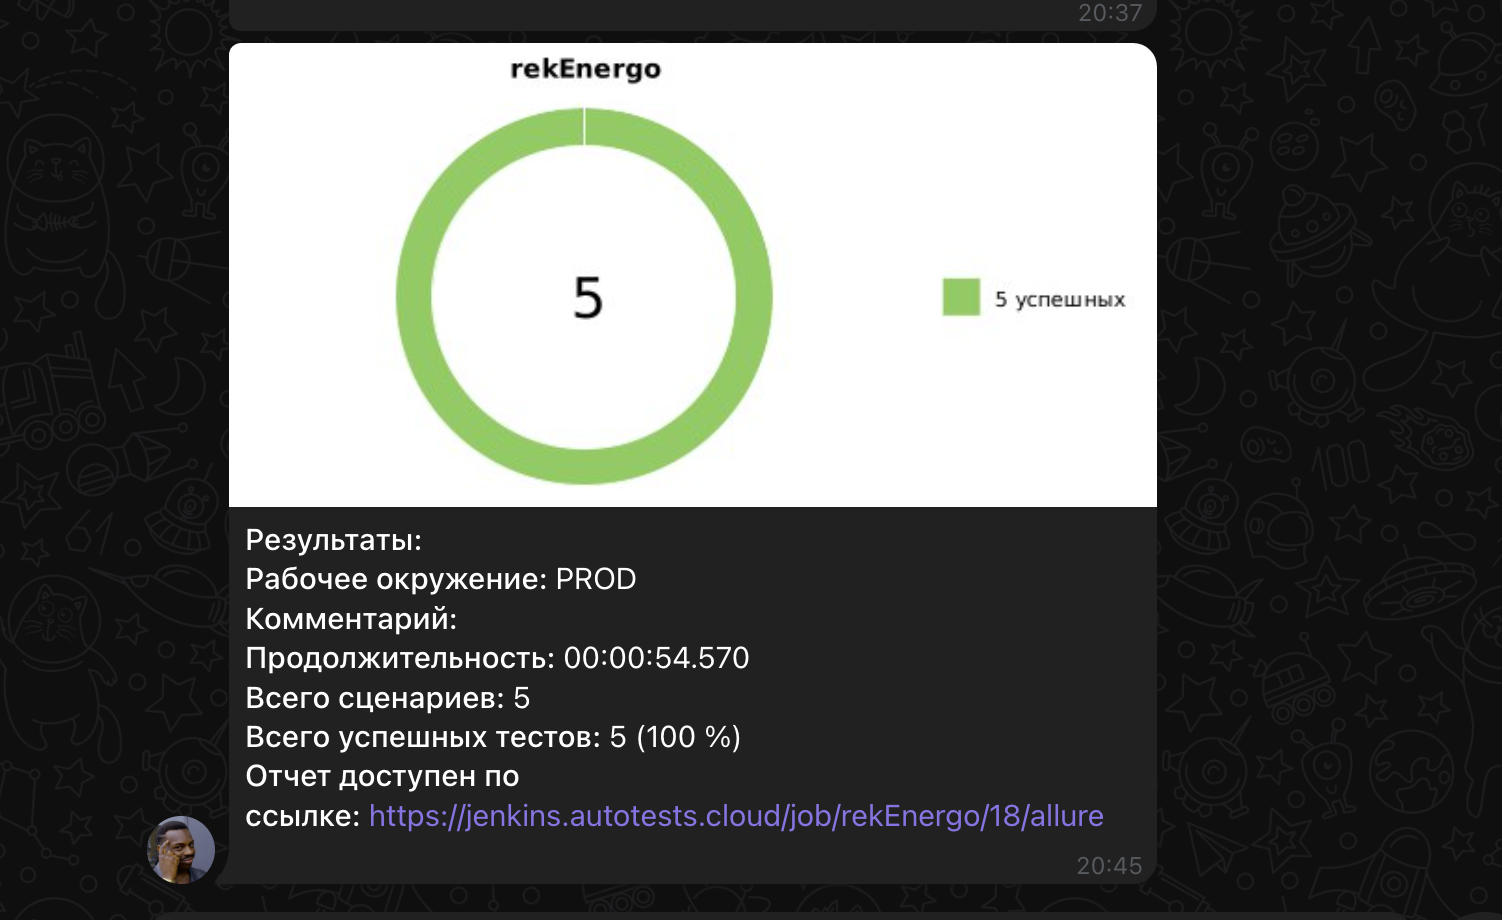 20:37
rekEnergo
5
5 успешных
Результаты:
Рабочее окружение: PROD
Комментарий:
Продолжительность: 00:00:54.570
Всего сценариев: 5
Всего успешных тестов: 5 (100 %)
Отчет доступен по
ссылке: https://jenkins.autotests.cloud/job/rekEnergo/18/allure
20:45